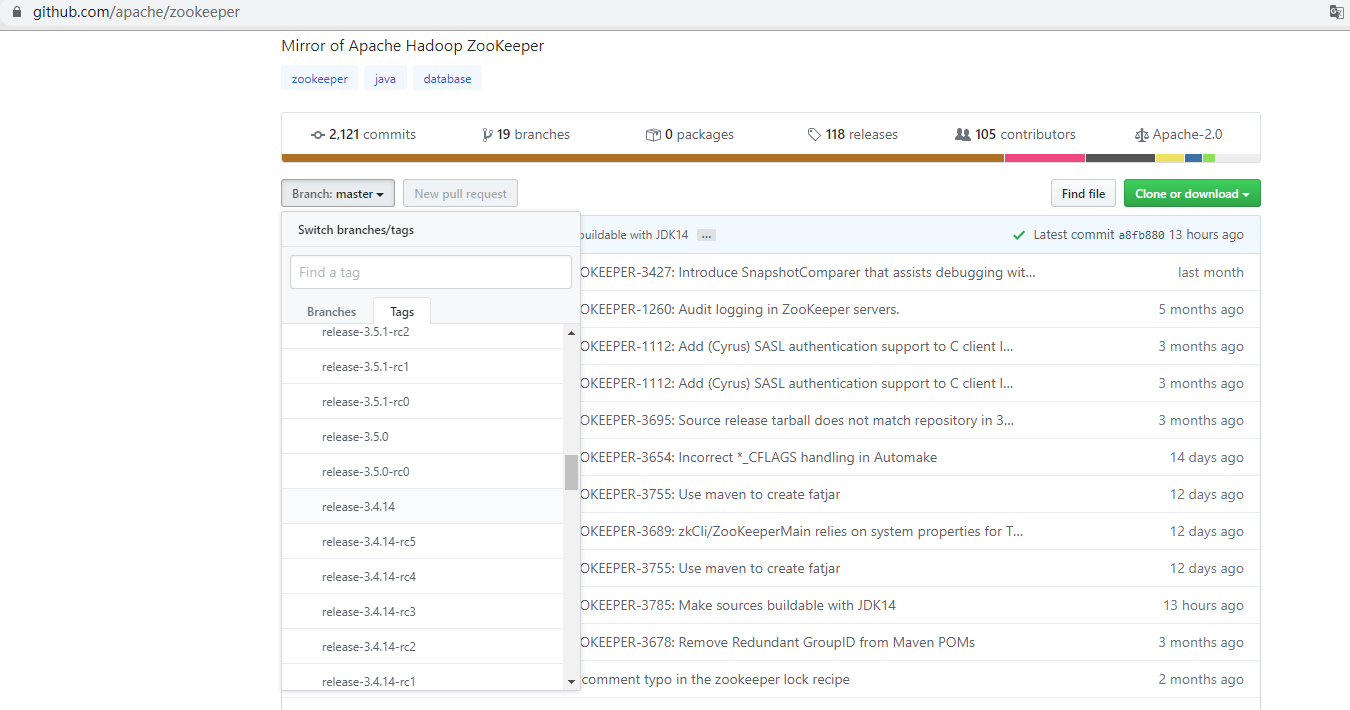 github.com/apache/zookeeper
Mirror of Apache Hadoop ZooKeeper
zookeeper java database
2,121 commits 19 branches 0 packages 118 releases 105 contributors Apache-2.0
Branch: master New pull request Find file Clone or download
Switch branches/tags
buildable with JDK14 ... Latest commit a8fb880 13 hours ago
Find a tag
OKEEPER-3427: Introduce SnapshotComparer that assists debugging wit... last month
Branches Tags
OKEEPER-1260: Audit logging in ZooKeeper servers. 5 months ago
release-3.5.1-rc2
OKEEPER-1112: Add (Cyrus) SASL authentication support to C client l... 3 months ago
release-3.5.1-rc1
OKEEPER-1112: Add (Cyrus) SASL authentication support to C client l... 3 months ago
release-3.5.1-rc0
OKEEPER-3695: Source release tarball does not match repository in 3... 3 months ago
release-3.5.0
OKEEPER-3654: Incorrect *_CFLAGS handling in Automake 14 days ago
release-3.5.0-rc0
OKEEPER-3755: Use maven to create fatjar 12 days ago
release-3.4.14
OKEEPER-3689: zkCli/ZooKeeperMain relies on system properties for T... 12 days ago
release-3.4.14-rc5
OKEEPER-3755: Use maven to create fatjar 12 days ago
release-3.4.14-rc4
OKEEPER-3785: Make sources buildable with JDK14 13 hours ago
release-3.4.14-rc3
OKEEPER-3678: Remove Redundant GroupID from Maven POMs 3 months ago
release-3.4.14-rc2
comment typo in the zookeeper lock recipe 2 months ago
release-3.4.14-rc1